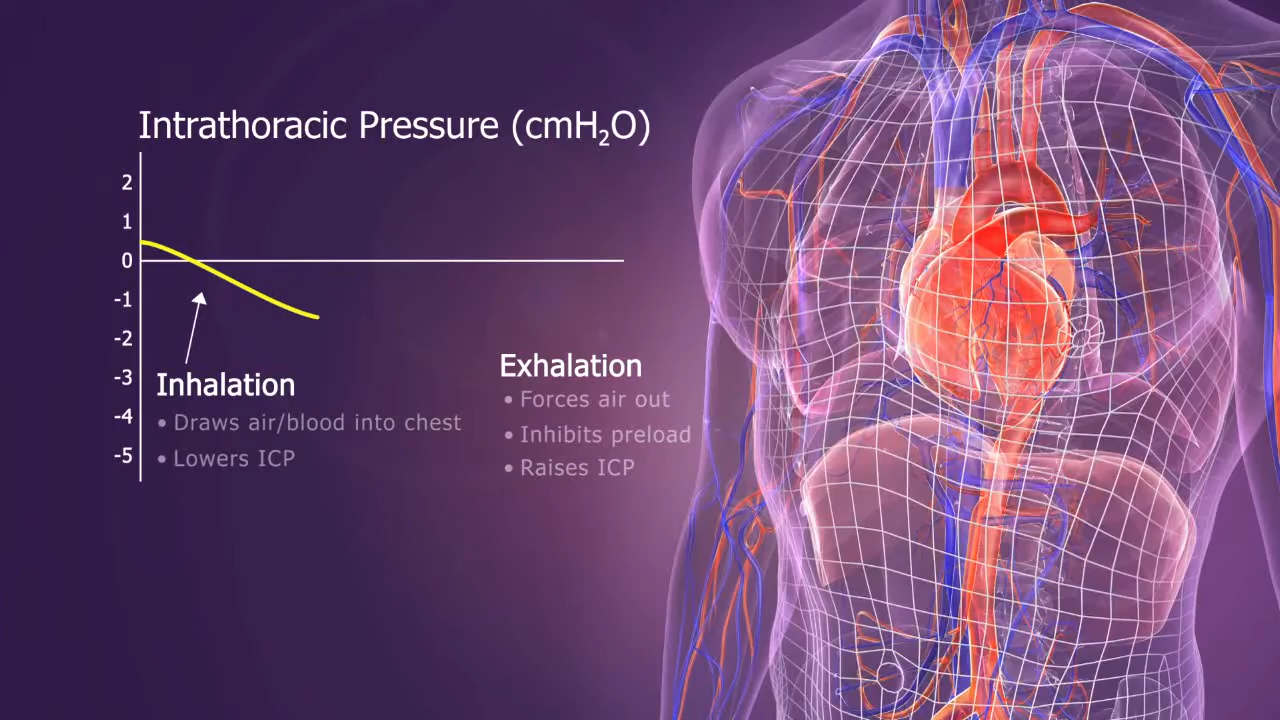 Intrathoracic Pressure (cmH₂O)
2
1
0
-1
-2
-3
-4
-5
Inhalation
• Draws air/blood into chest
• Lowers ICP
Exhalation
• Forces air out
• Inhibits preload
• Raises ICP